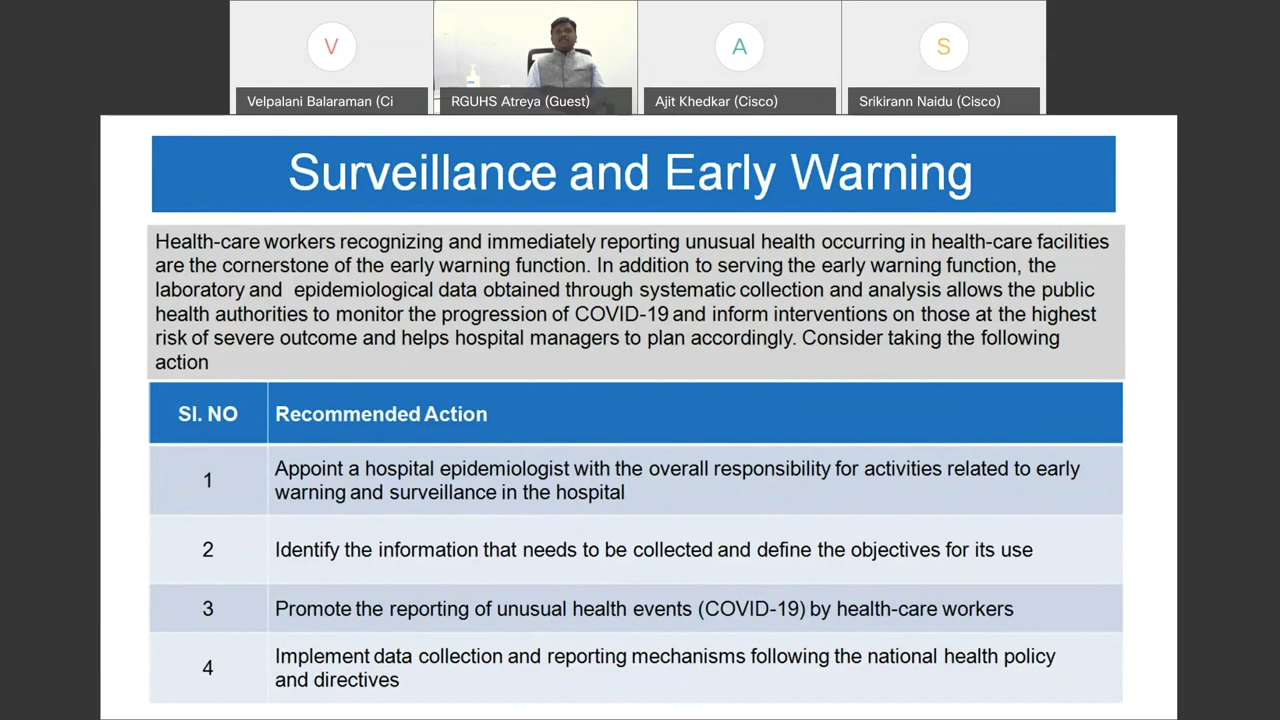 V
A
S
Velpalani Balaraman (Ci
RGUHS Atreya (Guest)
Ajit Khedkar (Cisco)
Srikirann Naidu (Cisco)
Surveillance and Early Warning
Health-care workers recognizing and immediately reporting unusual health occurring in health-care facilities
are the cornerstone of the early warning function. In addition to serving the early warning function, the
laboratory and epidemiological data obtained through systematic collection and analysis allows the public
health authorities to monitor the progression of COVID-19 and inform interventions on those at the highest
risk of severe outcome and helps hospital managers to plan accordingly. Consider taking the following
action
Sl. NO Recommended Action
1 Appoint a hospital epidemiologist with the overall responsibility for activities related to early
warning and surveillance in the hospital
2 Identify the information that needs to be collected and define the objectives for its use
3 Promote the reporting of unusual health events (COVID-19) by health-care workers
4 Implement data collection and reporting mechanisms following the national health policy
and directives